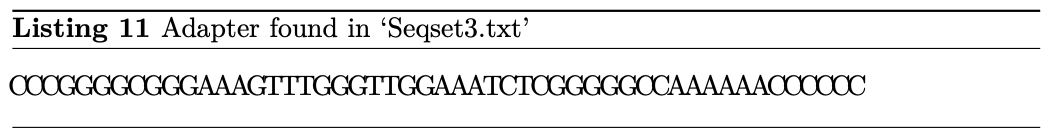 Listing 11 Adapter found in ‘Seqset3.txt’
CCCGGGGCGGGAAAGTTTGGGTTGGAAATCTCGGGGGCCAAAAAACCCCCC